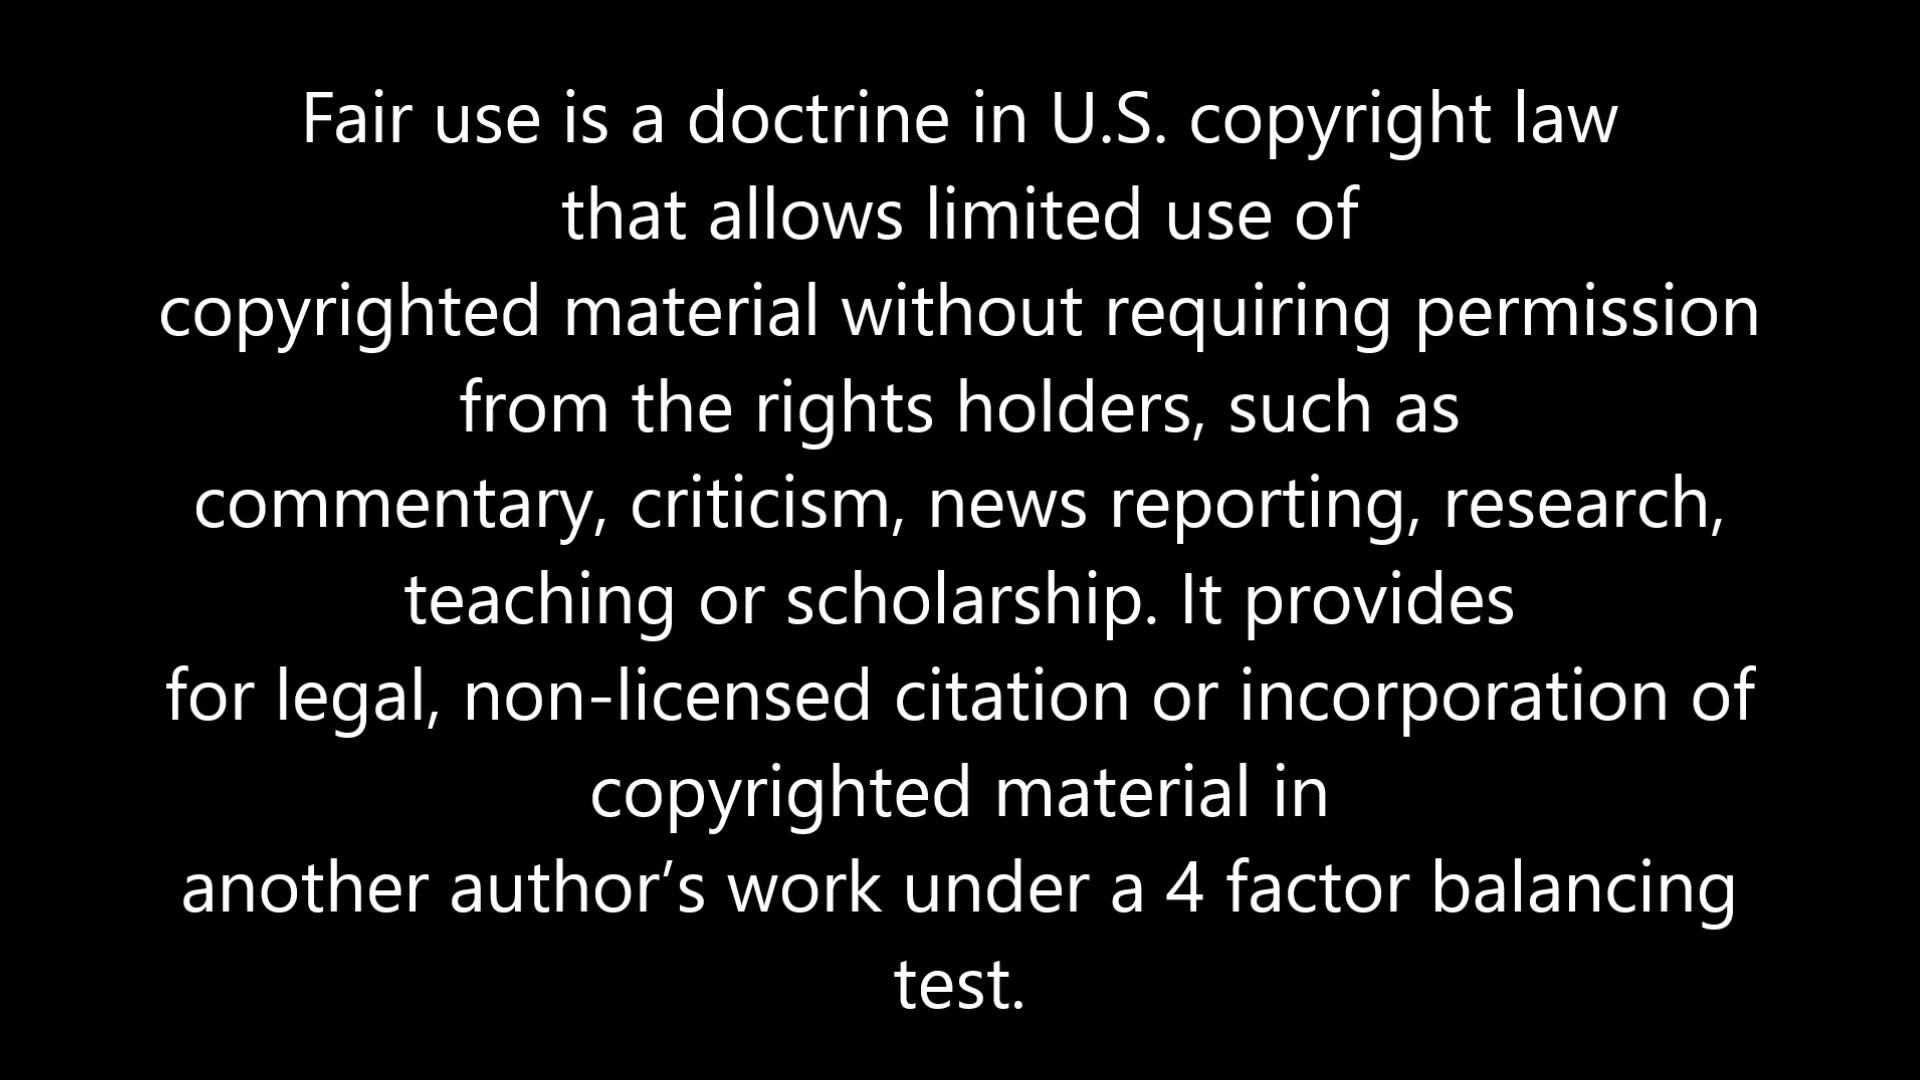 Fair use is a doctrine in U.S. copyright law
that allows limited use of
copyrighted material without requiring permission
from the rights holders, such as
commentary, criticism, news reporting, research,
teaching or scholarship. It provides
for legal, non-licensed citation or incorporation of
copyrighted material in
another author’s work under a 4 factor balancing
test.